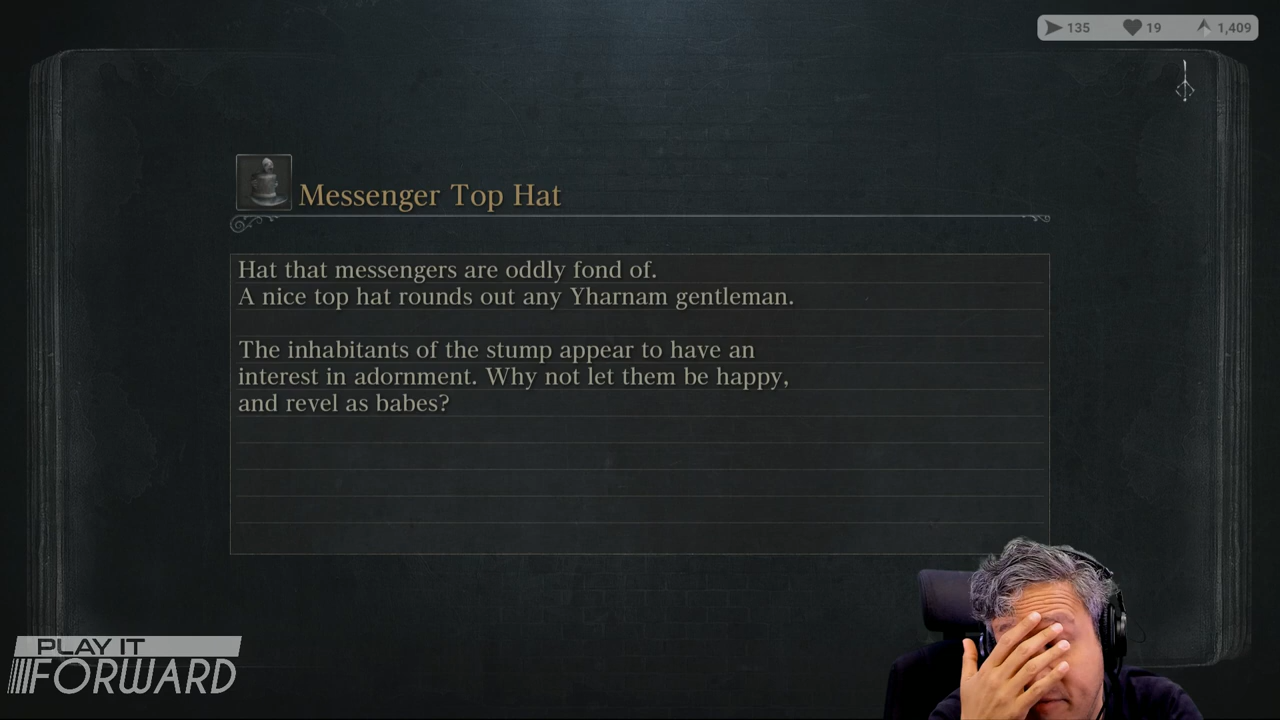 135 19 1,409
Messenger Top Hat
Hat that messengers are oddly fond of.
A nice top hat rounds out any Yharnam gentleman.
The inhabitants of the stump appear to have an
interest in adornment. Why not let them be happy,
and revel as babes?
PLAY IT
FORWARD